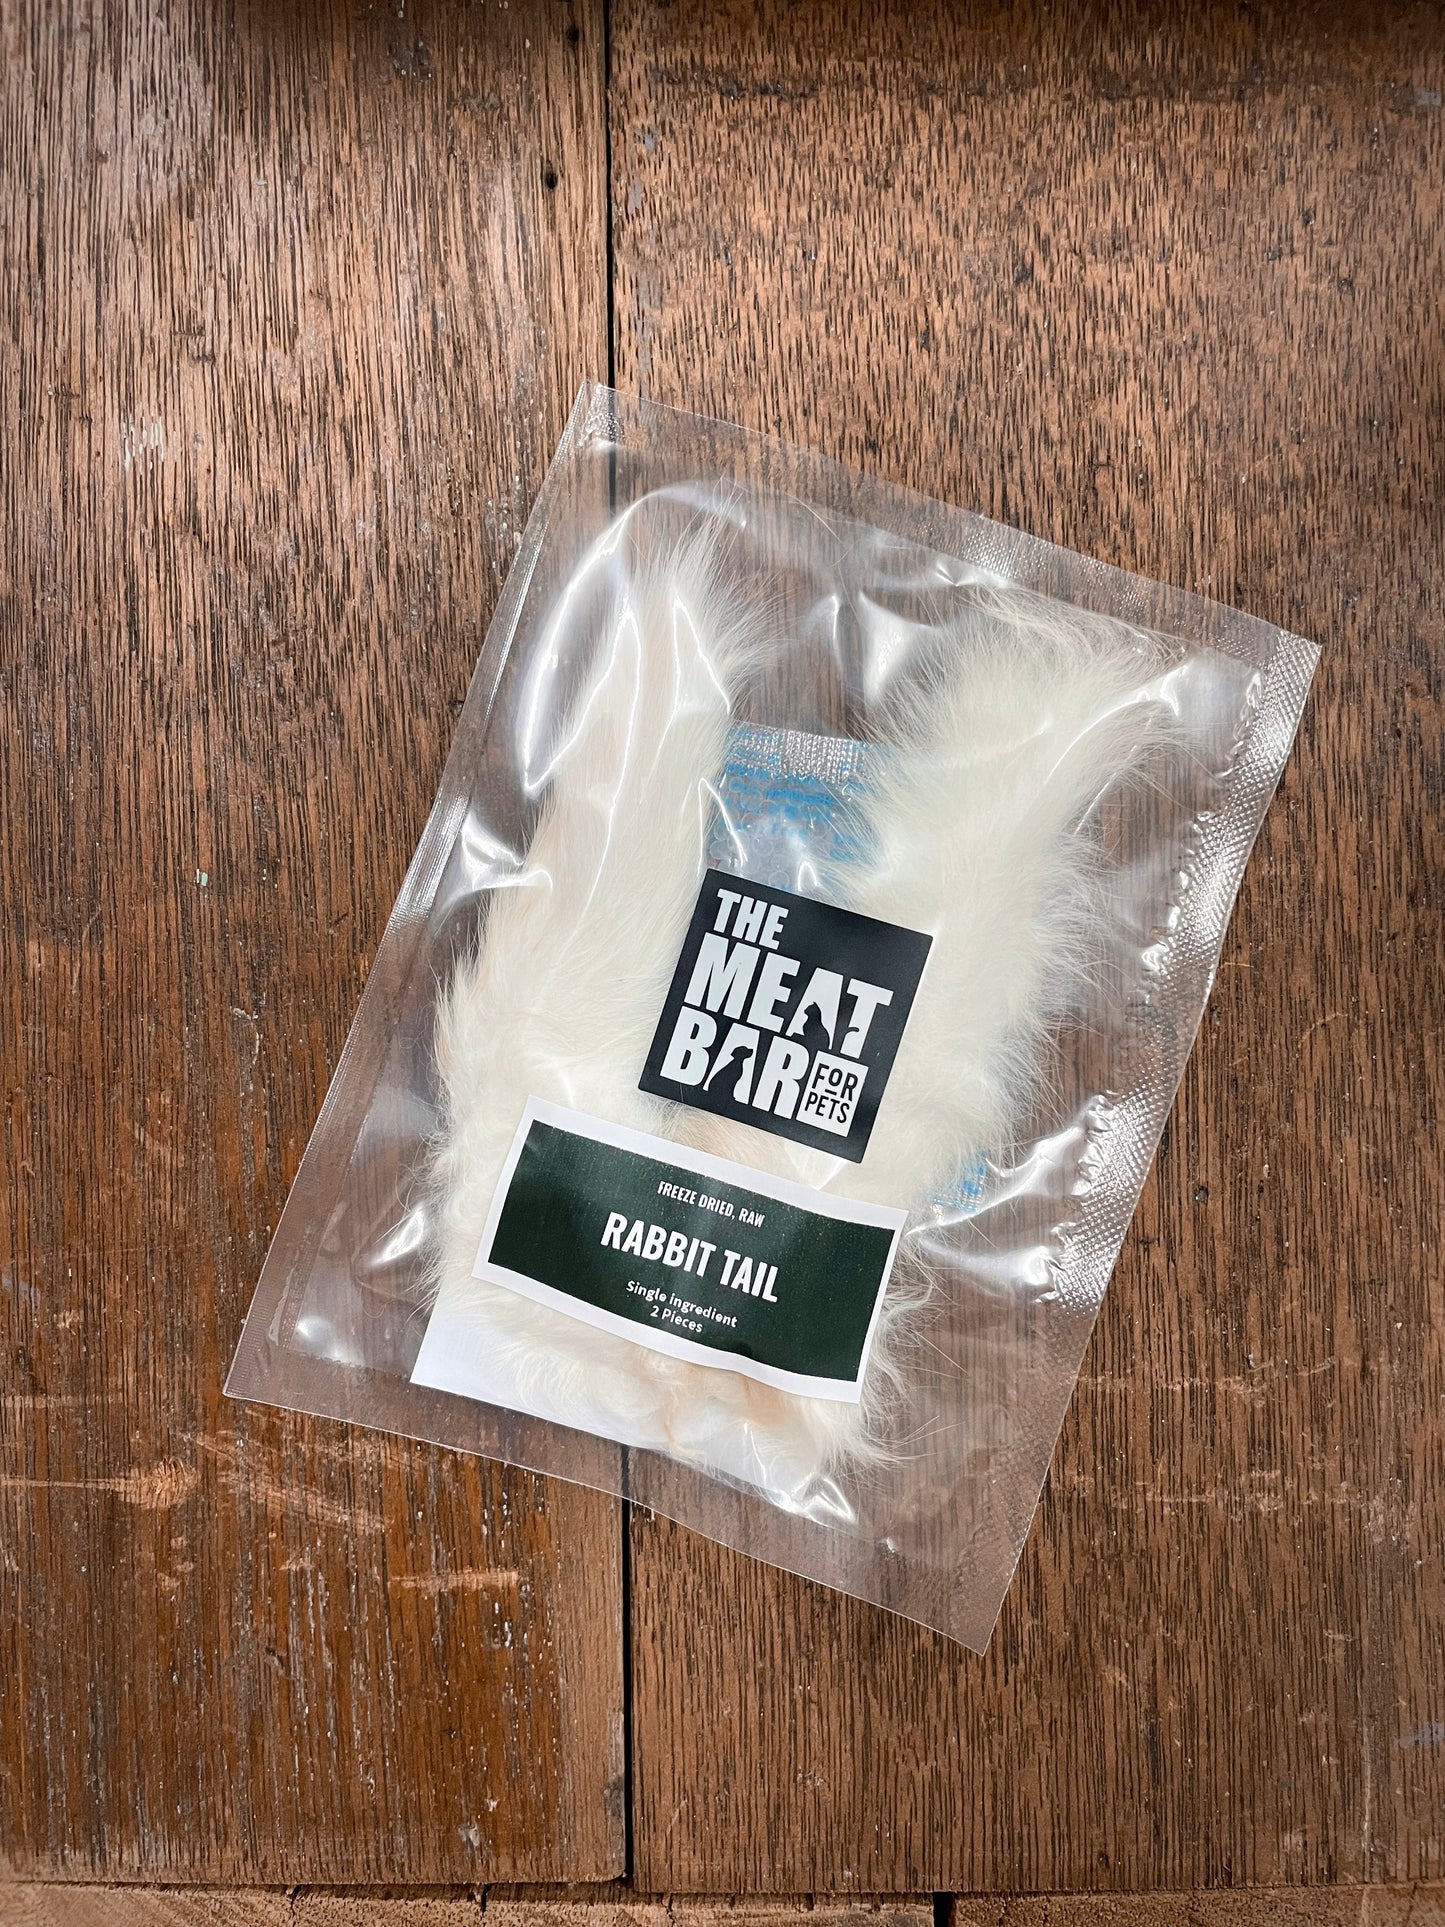 THE
MEAT
BAR
FOR
PETS
FREEZE DRIED, RAW
RABBIT TAIL
Single ingredient
2 Pieces